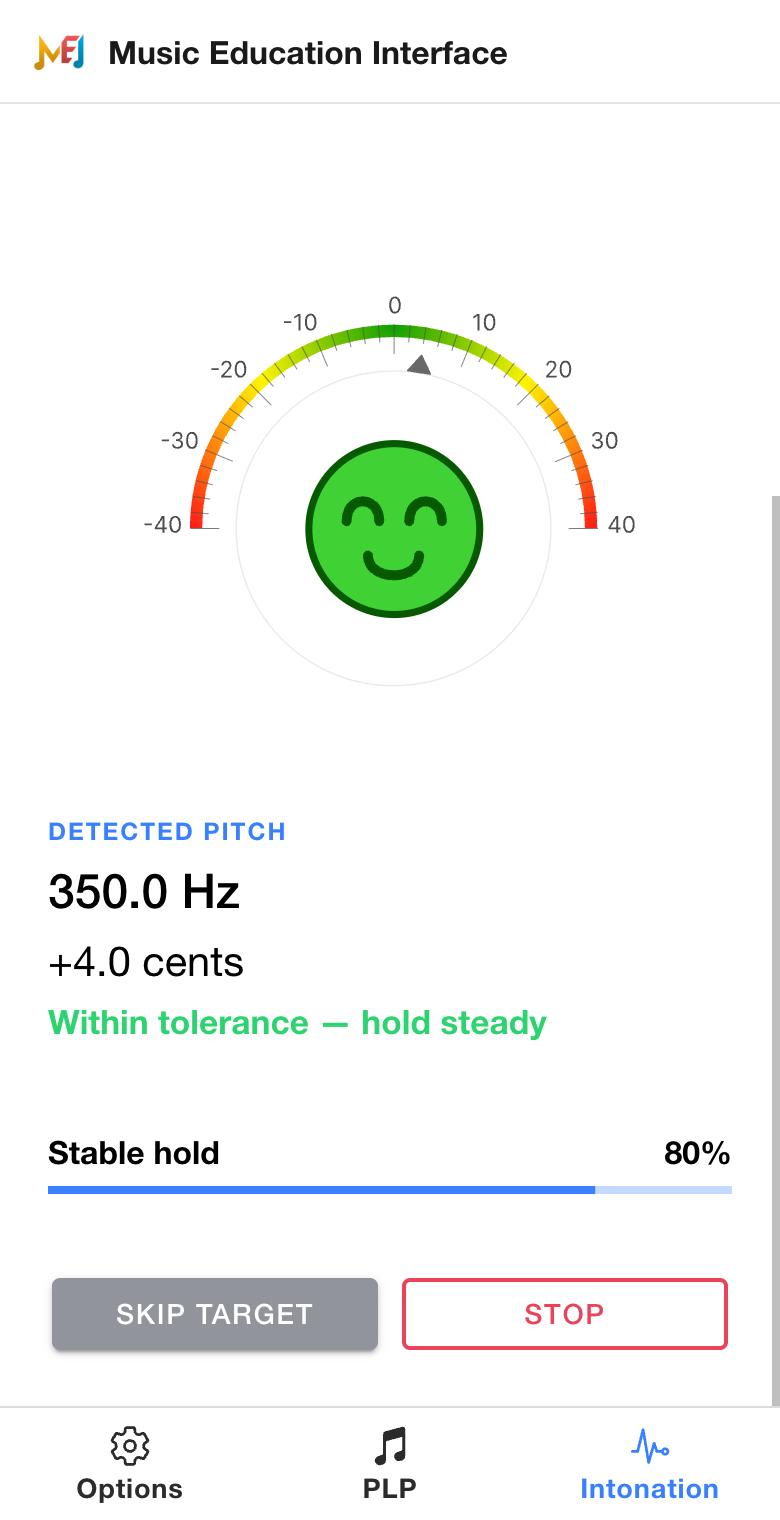 MEI Music Education Interface
0
-10 10
-20 20
-30 30
-40 40
DETECTED PITCH
350.0 Hz
+4.0 cents
Within tolerance — hold steady
Stable hold 80%
SKIP TARGET STOP
Options PLP Intonation